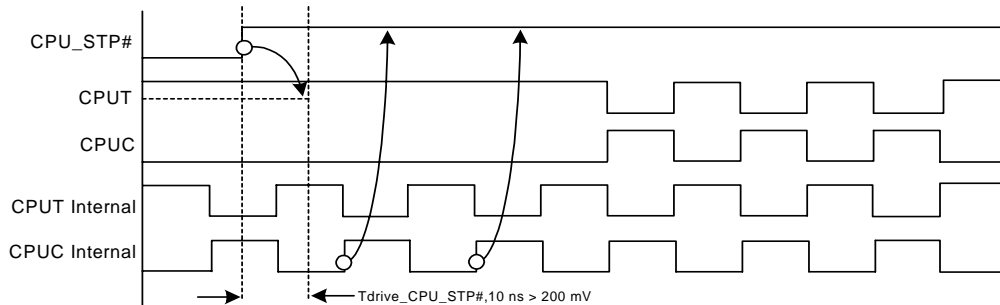 CPU_STP#
CPUT
CPUC
CPUT Internal
CPUC Internal
Tdrive_CPU_STP#,10 ns > 200 mV